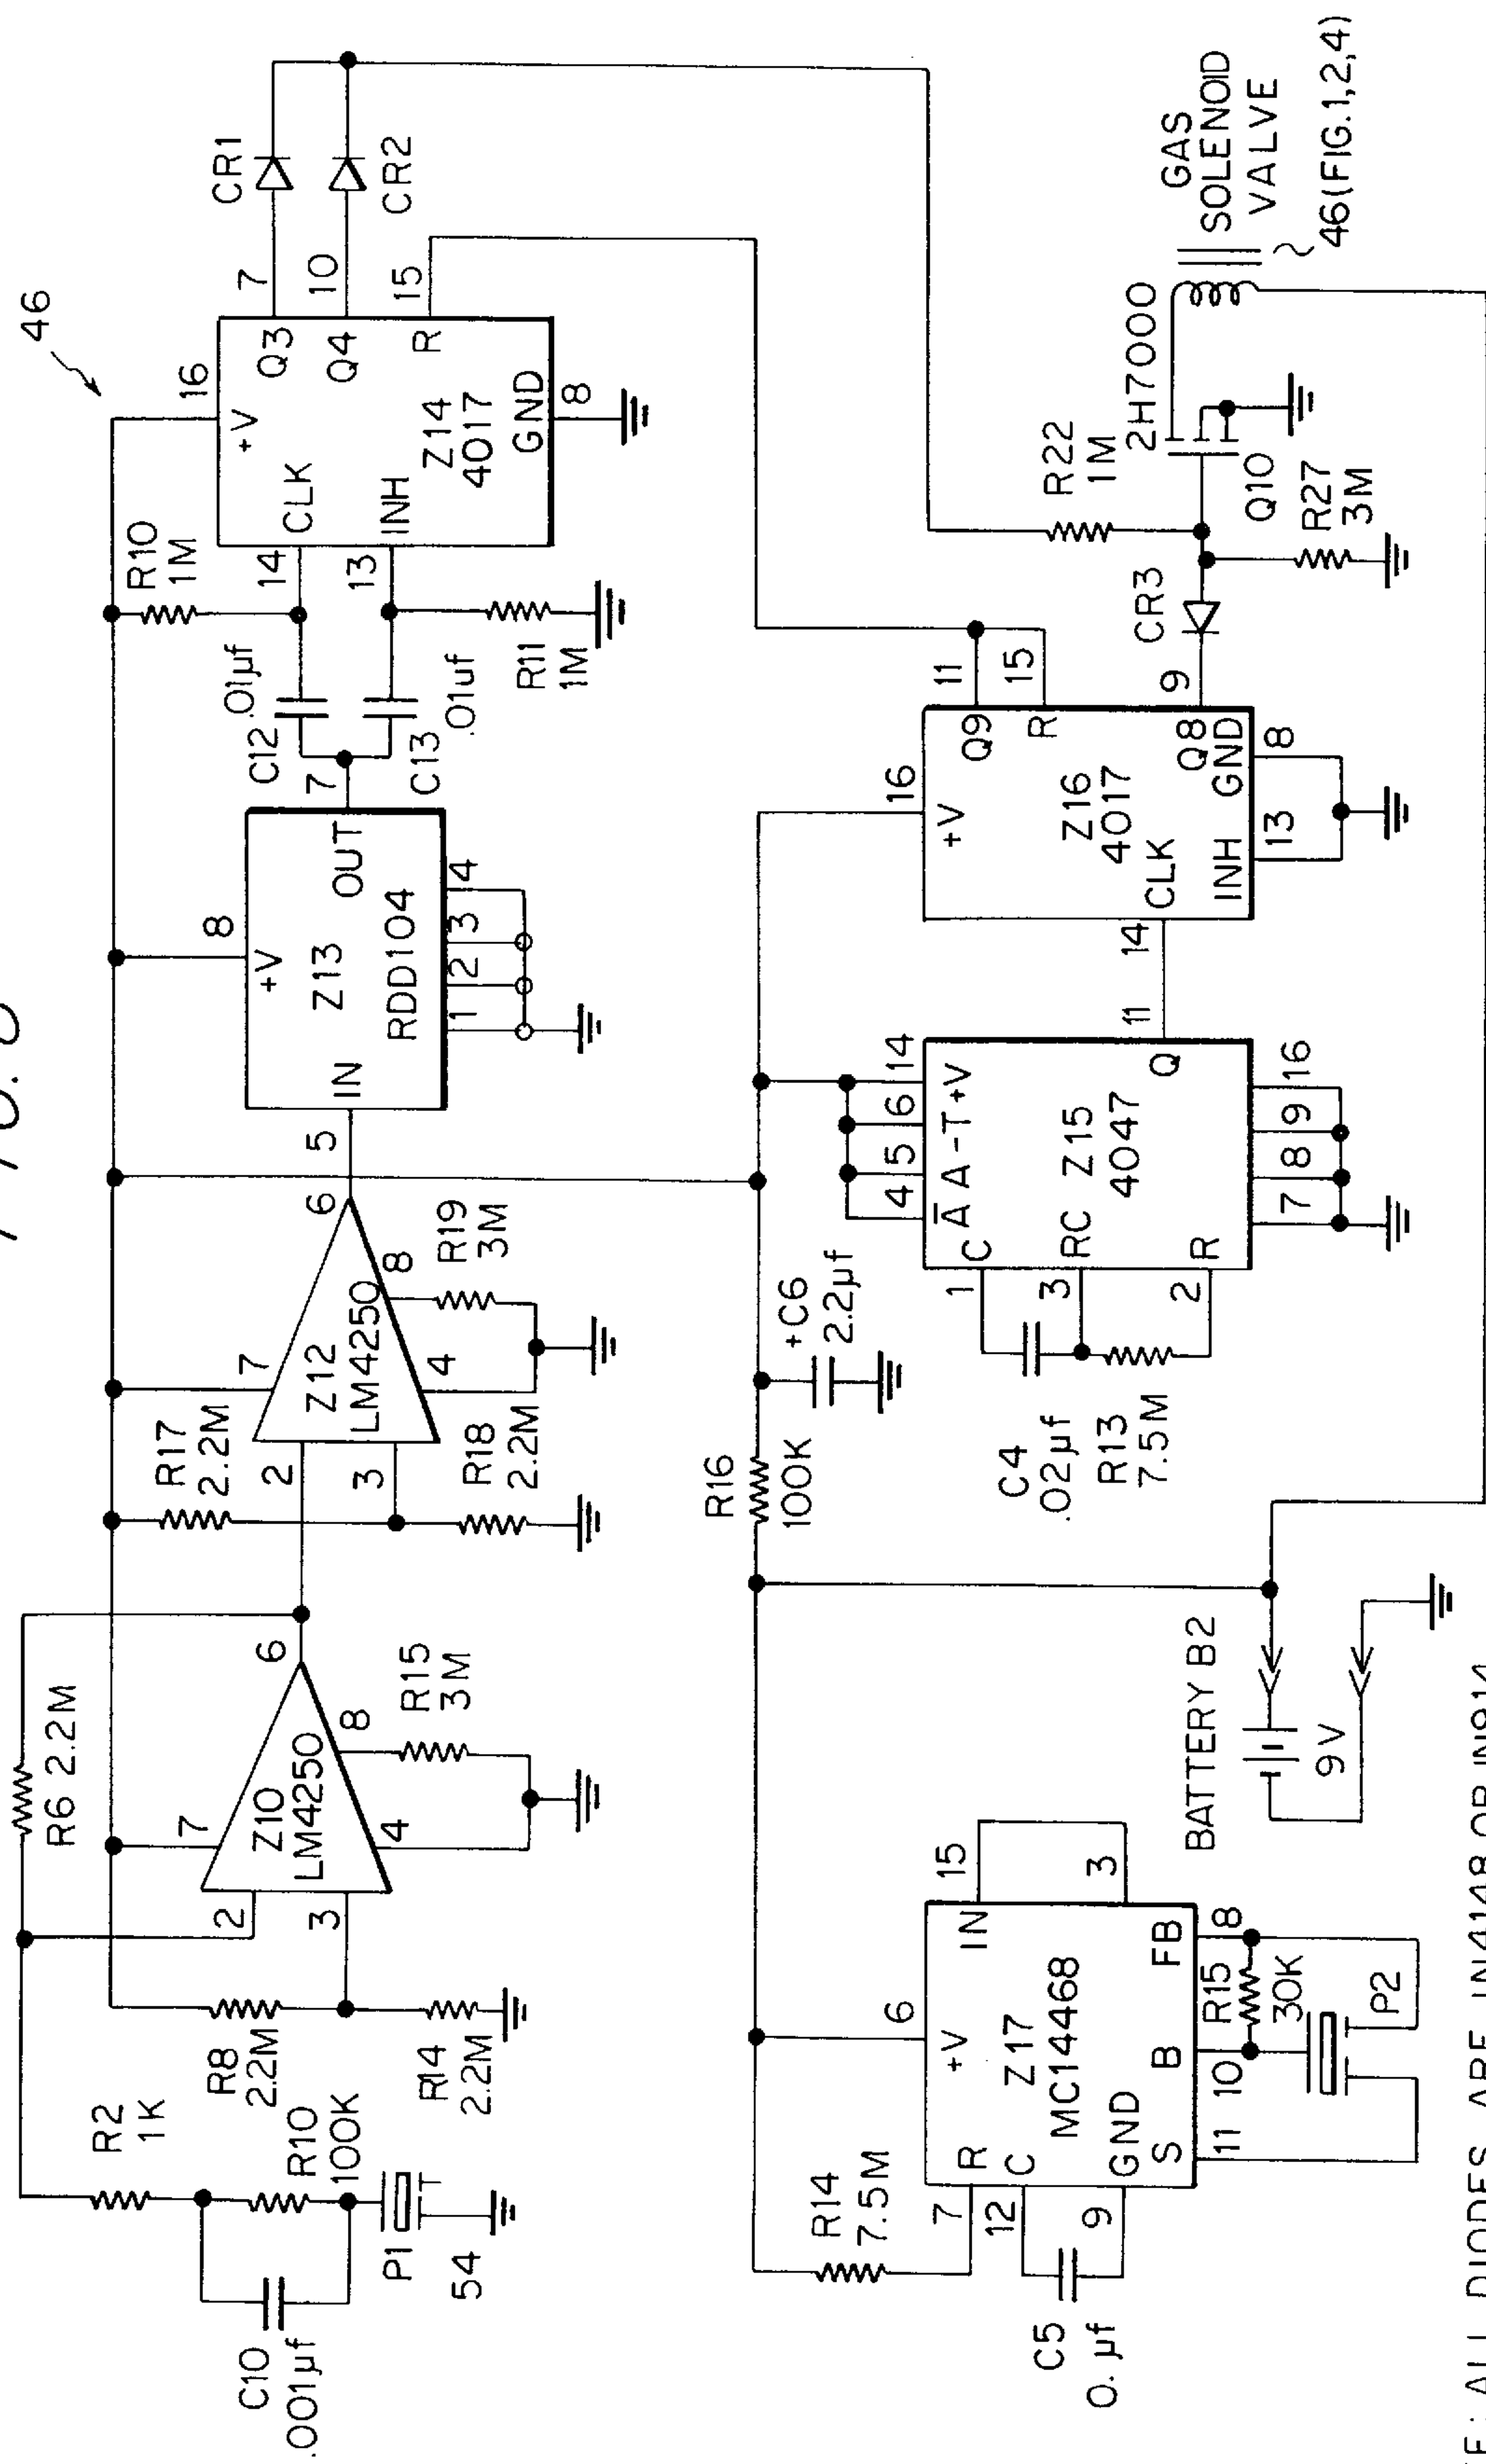 46
R6 2.2M
R2
1K
C10
.001µf
R10
100K
P1
54
R8
2.2M
R14
2.2M
2
3
7
Z10
LM4250
4
8
6
R15
3M
R17
2.2M
R18
2.2M
2
3
7
Z12
LM4250
4
8
6
R19
3M
5
IN
8
+V
Z13
RDD104
OUT
1
2
3
4
7
C12
.01µf
C13
.01uf
R10
1M
R11
1M
14
CLK
13
INH
16
+V
Z14
4017
GND
8
Q3
7
Q4
10
R
15
CR1
CR2
R14
7.5M
C5
0. µf
7
R
12
C
9
GND
6
+V
Z17
MC14468
IN
15
3
S
B
FB
11
10
8
R15
30K
P2
BATTERY B2
9V
R16
100K
+C6
2.2µf
C4
.02µf
R13
7.5M
1
C
3
RC
2
R
4
5
6
14
Ā
A
-T
+V
Z15
4047
Q
11
7
8
9
16
14
CLK
16
+V
Z16
4017
INH
GND
13
8
Q9
11
R
15
Q8
9
CR3
R22
1M
2H7000
Q10
R27
3M
GAS
SOLENOID
VALVE
46(FIG.1,2,4)
: ALL DIODES ARE IN4148 OR IN914